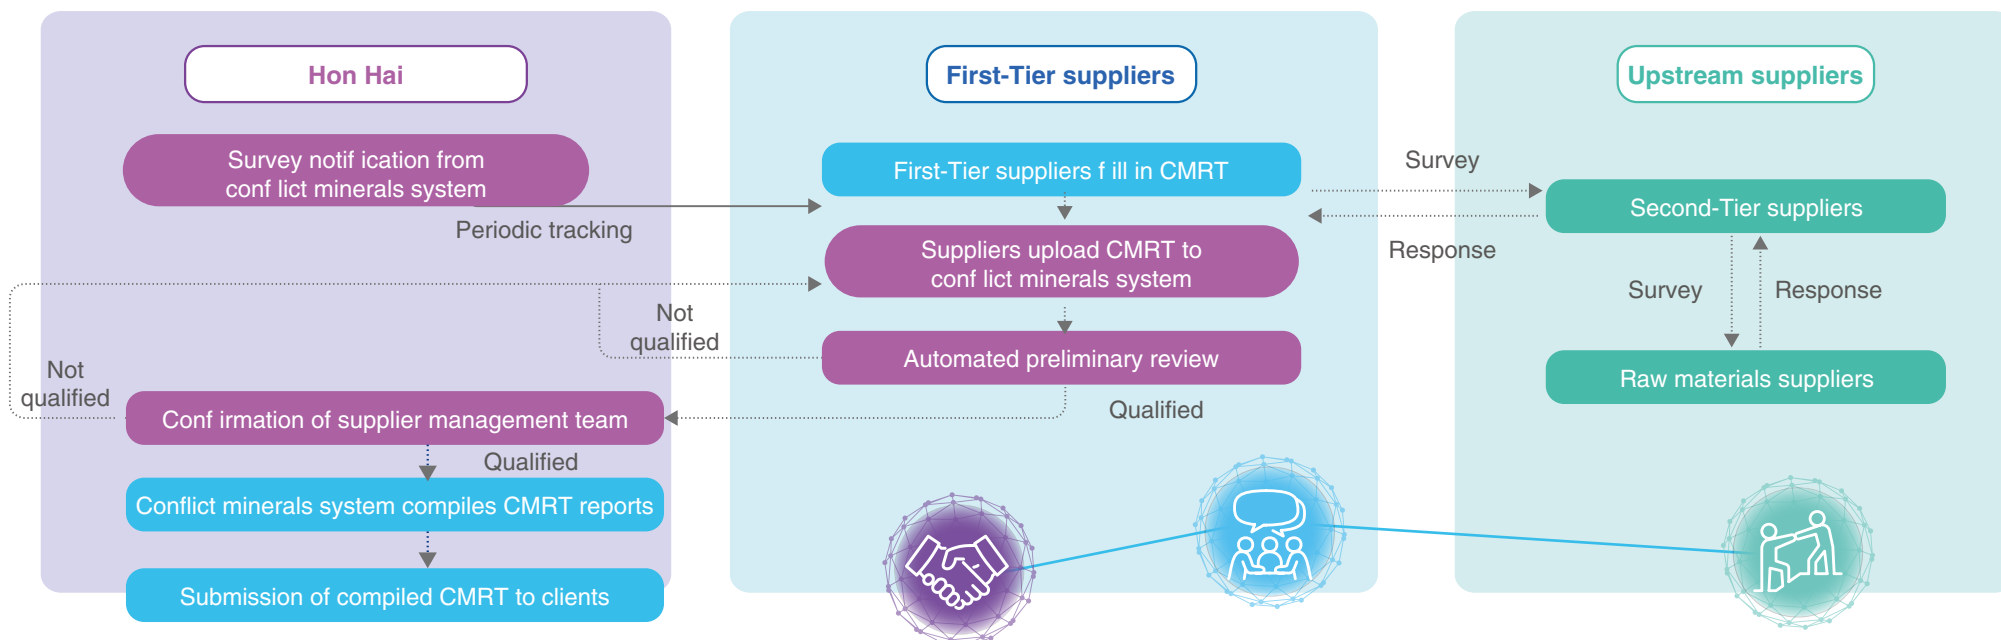 Hon Hai
Survey notif ication from
conf lict minerals system
Periodic tracking
Not
qualified
Conf irmation of supplier management team
Qualified
Conflict minerals system compiles CMRT reports
Submission of compiled CMRT to clients
First-Tier suppliers
First-Tier suppliers f ill in CMRT
Suppliers upload CMRT to
conf lict minerals system
Not
qualified
Automated preliminary review
Qualified
Survey
Response
Upstream suppliers
Second-Tier suppliers
Survey
Response
Raw materials suppliers